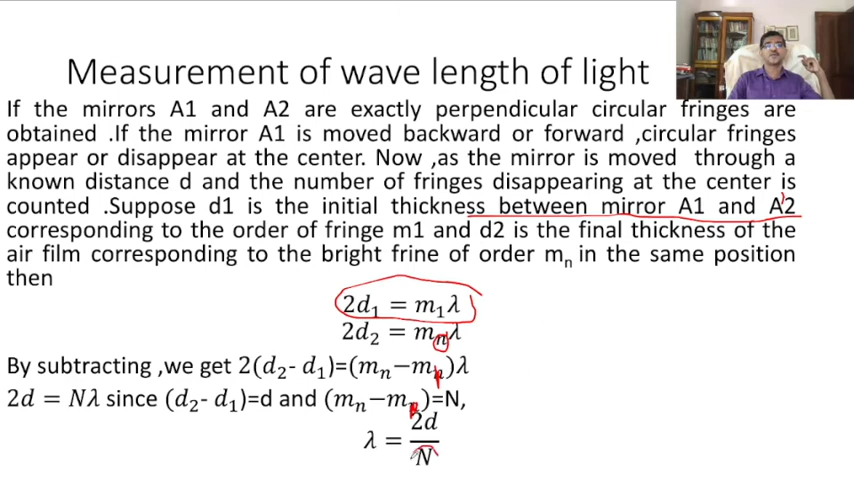 Measurement of wave length of light
If the mirrors A1 and A2 are exactly perpendicular circular fringes are
obtained .If the mirror A1 is moved backward or forward ,circular fringes
appear or disappear at the center. Now ,as the mirror is moved through a
known distance d and the number of fringes disappearing at the center is
counted .Suppose d1 is the initial thickness between mirror A1 and A'2
corresponding to the order of fringe m1 and d2 is the final thickness of the
air film corresponding to the bright frine of order mₙ in the same position
then
2d₁ = m₁λ
2d₂ = mₙλ
By subtracting ,we get 2(d₂- d₁)=(mₙ−m₁)λ
2d = Nλ since (d₂- d₁)=d and (mₙ−m)=N,
λ = 2d/N